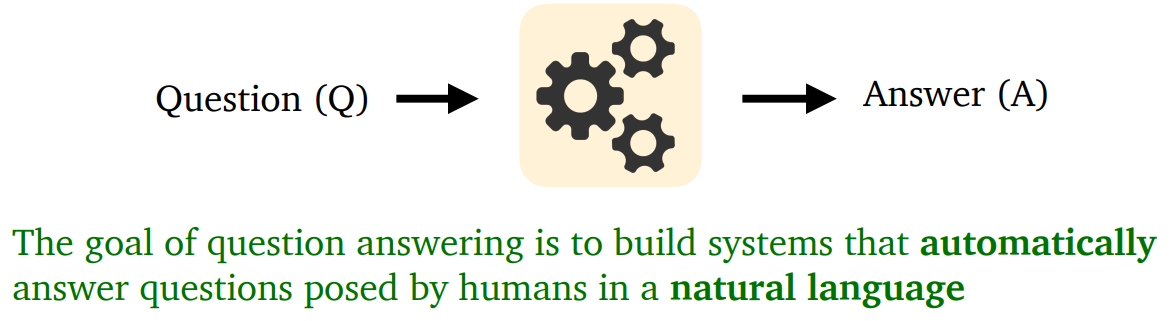 Question (Q)
Answer (A)
The goal of question answering is to build systems that automatically
answer questions posed by humans in a natural language